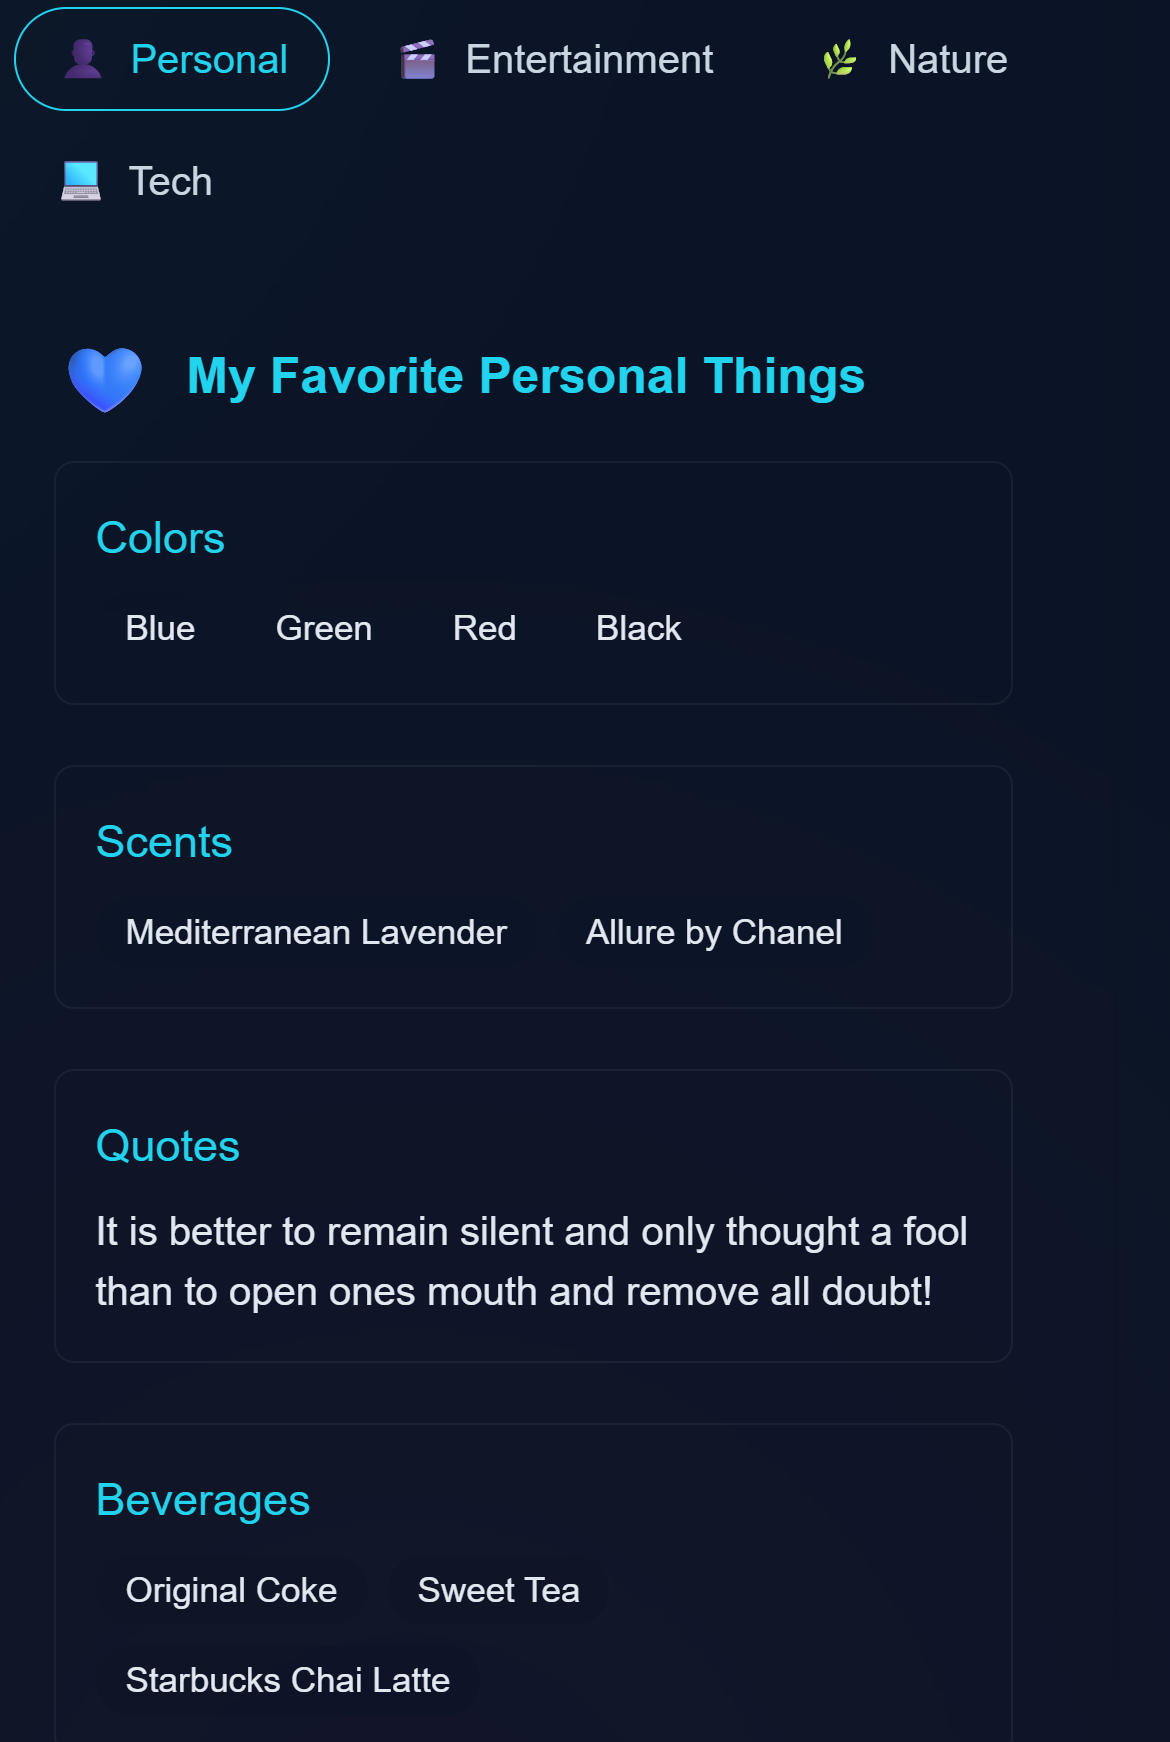 Personal
Entertainment
Nature
Tech
My Favorite Personal Things
Colors
Blue Green Red Black
Scents
Mediterranean Lavender Allure by Chanel
Quotes
It is better to remain silent and only thought a fool
than to open ones mouth and remove all doubt!
Beverages
Original Coke Sweet Tea
Starbucks Chai Latte